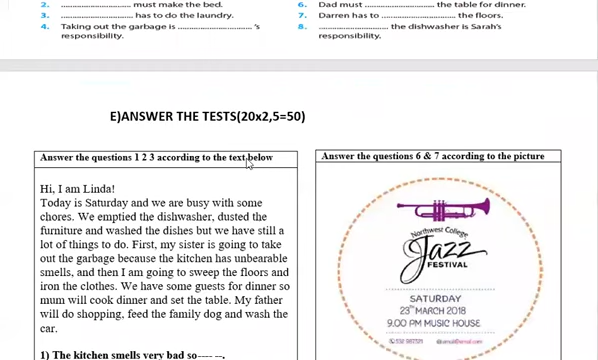 2. ........................ must make the bed.
3. ........................ has to do the laundry.
4. Taking out the garbage is ........................ 's
responsibility.
6. Dad must ........................ the table for dinner.
7. Darren has to ........................ the floors.
8. ........................ the dishwasher is Sarah's
responsibility.
E)ANSWER THE TESTS(20x2,5=50)
Answer the questions 1 2 3 according to the text below
Hi, I am Linda!
Today is Saturday and we are busy with some
chores. We emptied the dishwasher, dusted the
furniture and washed the dishes but we have still a
lot of things to do. First, my sister is going to take
out the garbage because the kitchen has unbearable
smells, and then I am going to sweep the floors and
iron the clothes. We have some guests for dinner so
mum will cook dinner and set the table. My father
will do shopping, feed the family dog and wash the
car.
1) The kitchen smells very bad so---- --.
Answer the questions 6 & 7 according to the picture
Northwest College
Jazz
FESTIVAL
SATURDAY
23TH MARCH 2018
9.00 PM MUSIC HOUSE